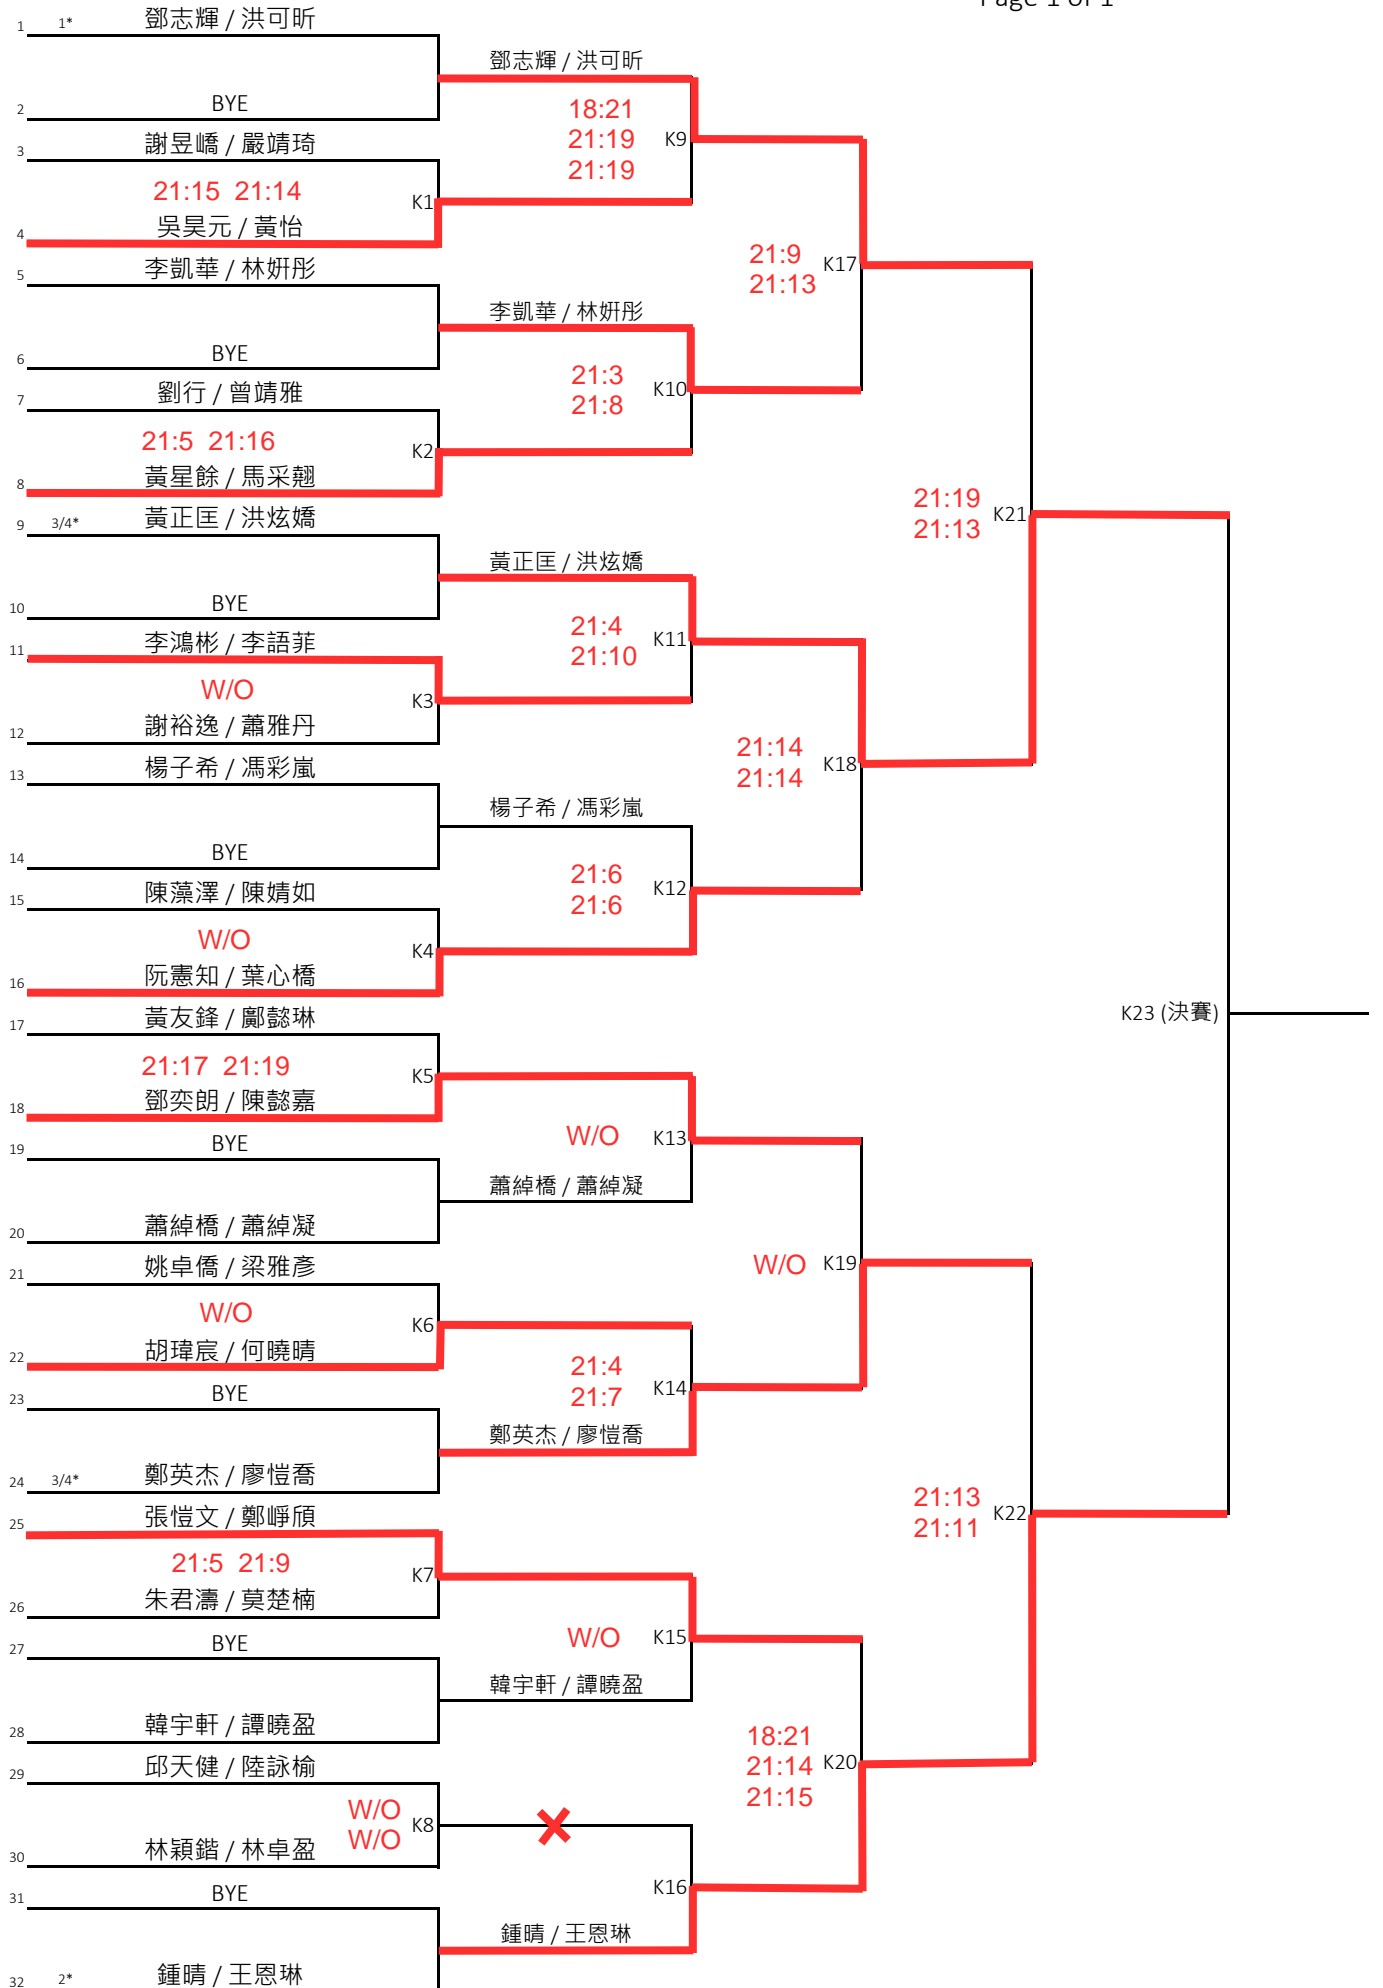 Page 1 of 1
1 1* 鄧志輝 / 洪可昕
鄧志輝 / 洪可昕
2 BYE
18:21
3 謝昱嶠 / 嚴靖琦
21:19 K9
21:19
21:15 21:14
K1
4 吳昊元 / 黃怡
21:9 K17
21:13
5 李凱華 / 林姸彤
李凱華 / 林姸彤
6 BYE
21:3
K10
7 劉行 / 曾靖雅
21:8
21:5 21:16
K2
8 黃星餘 / 馬采翹
21:19
K21
21:13
9 3/4* 黃正匡 / 洪炫嬌
黃正匡 / 洪炫嬌
10 BYE
21:4
K11
11 李鴻彬 / 李語菲
21:10
W/O
K3
12 謝裕逸 / 蕭雅丹
21:14
K18
21:14
13 楊子希 / 馮彩嵐
楊子希 / 馮彩嵐
14 BYE
21:6
K12
15 陳藻澤 / 陳婧如
21:6
W/O
K4
16 阮憲知 / 葉心橋
K23 (決賽)
17 黃友鋒 / 鄺懿琳
21:17 21:19 K5
18 鄧奕朗 / 陳懿嘉
W/O K13
19 BYE
蕭綽橋 / 蕭綽凝
20 蕭綽橋 / 蕭綽凝
21 姚卓僑 / 梁雅彥
W/O K19
W/O
K6
22 胡瑋宸 / 何曉晴
21:4
K14
23 BYE
21:7
鄭英杰 / 廖愷喬
24 3/4* 鄭英杰 / 廖愷喬
21:13
K22
21:11
25 張愷文 / 鄭崢頎
21:5 21:9
K7
26 朱君濤 / 莫楚楠
W/O K15
27 BYE
韓宇軒 / 譚曉盈
28 韓宇軒 / 譚曉盈
18:21
29 邱天健 / 陸詠榆
21:14 K20
21:15
W/O
K8
W/O
30 林穎鍇 / 林卓盈
K16
31 BYE
鍾晴 / 王恩琳
32 2* 鍾晴 / 王恩琳